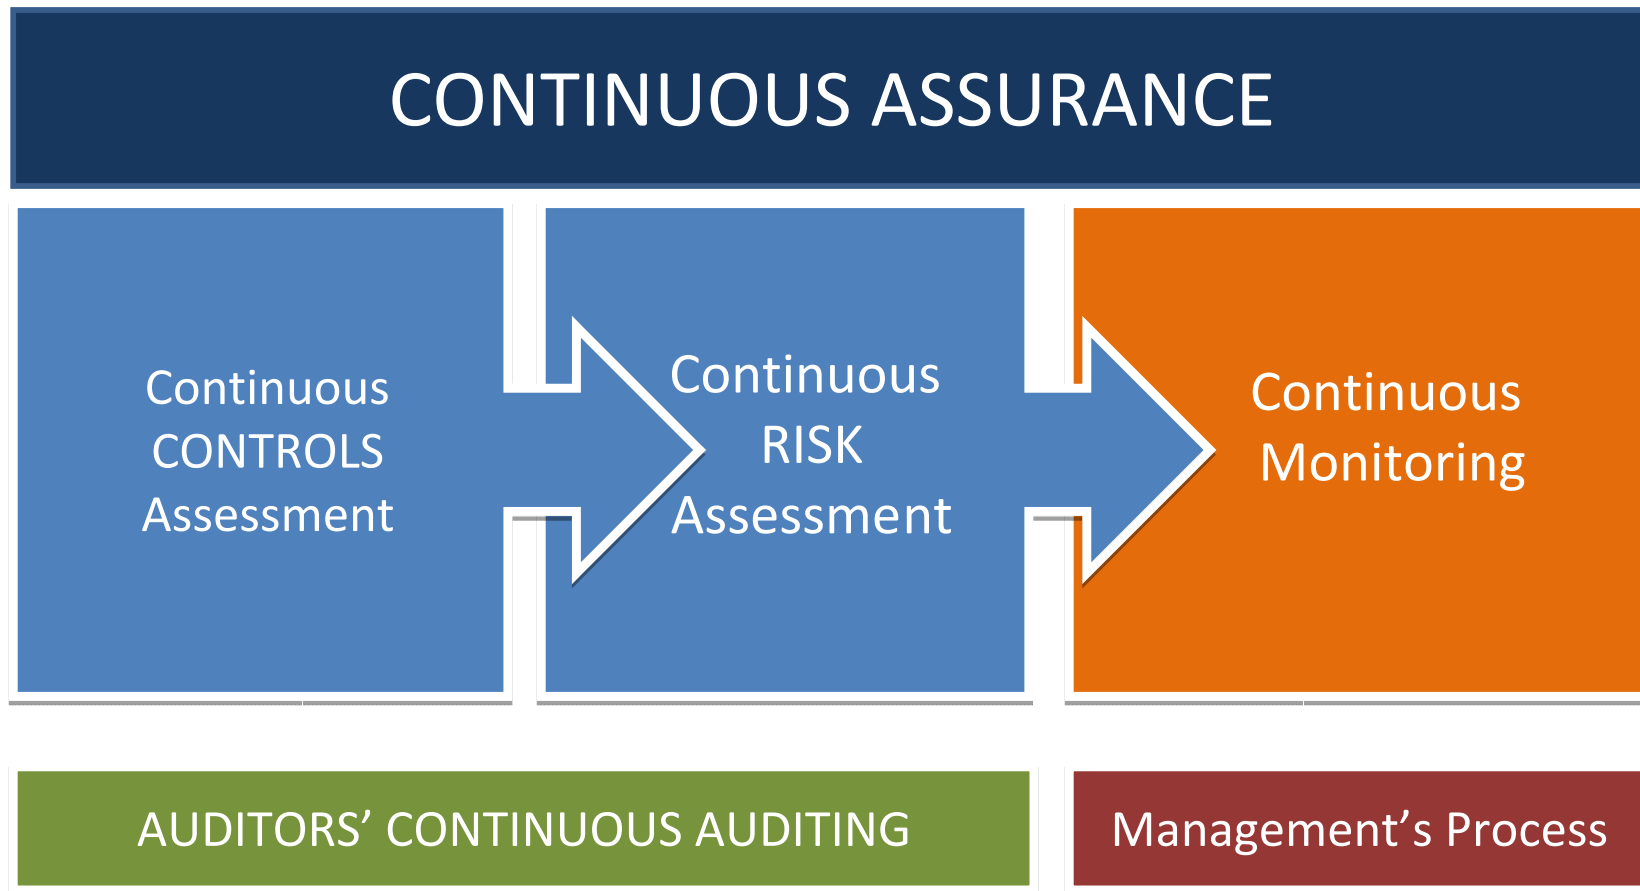 CONTINUOUS ASSURANCE
Continuous
CONTROLS
Assessment
Continuous
RISK
Assessment
Continuous
Monitoring
AUDITORS’ CONTINUOUS AUDITING
Management’s Process